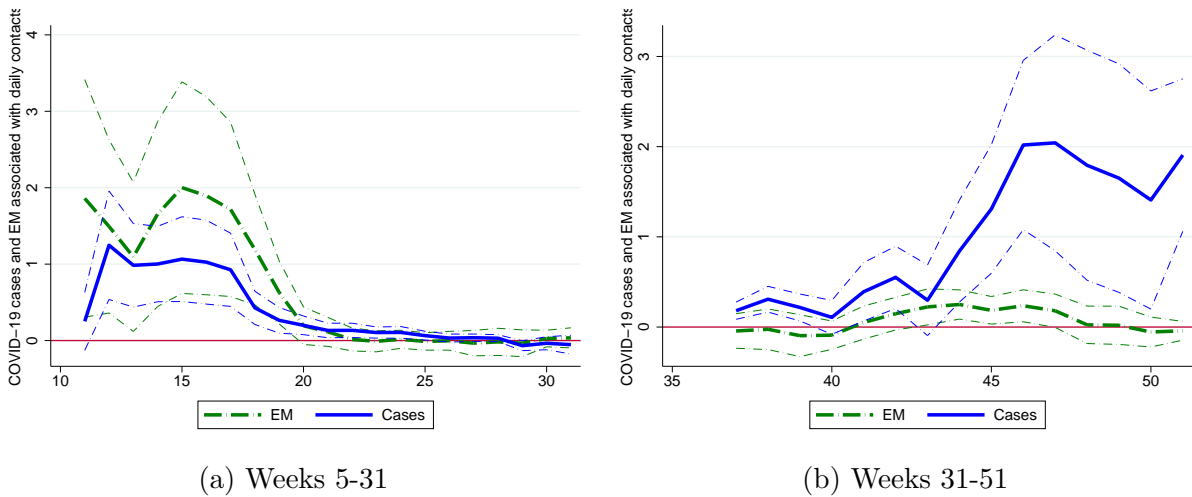 COVID−19 cases and EM associated with daily contacts
4
3
2
1
0
10 15 20 25 30
EM Cases
(a) Weeks 5-31
COVID−19 cases and EM associated with daily contacts
3
2
1
0
35 40 45 50
EM Cases
(b) Weeks 31-51